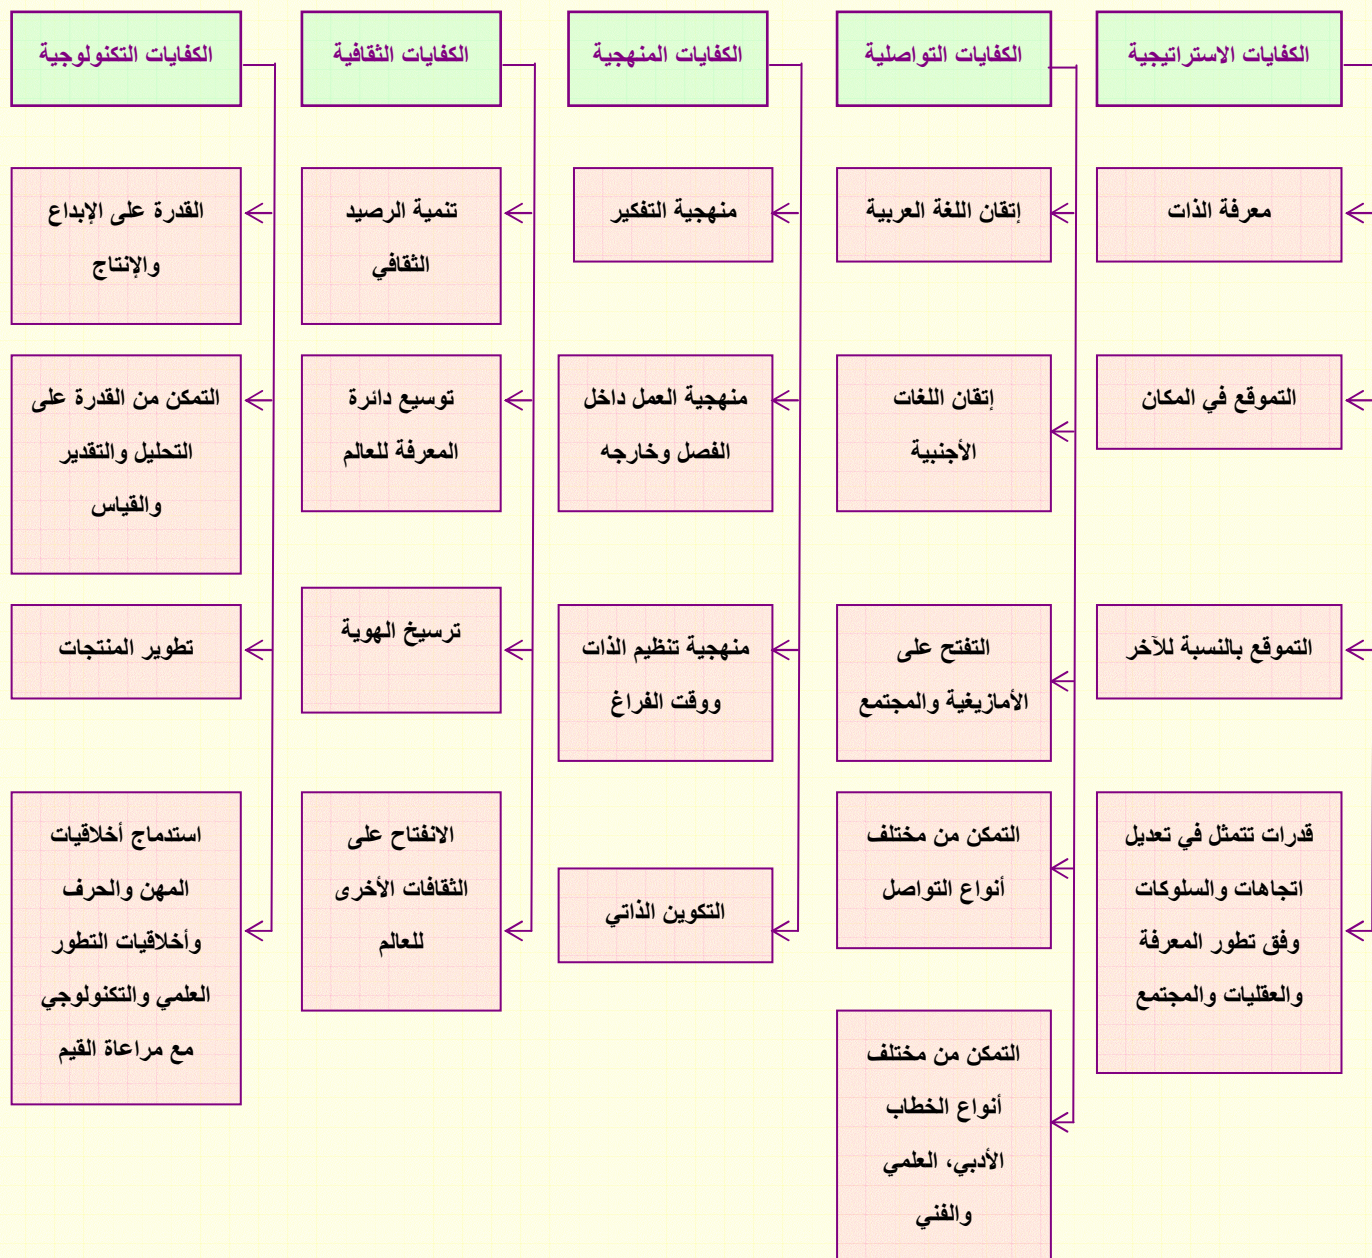 الكفايات الاستراتيجية
معرفة الذات
التموقع في المكان
التموقع بالنسبة للآخر
قدرات تتمثل في تعديل
اتجاهات والسلوكات
وفق تطور المعرفة
والعقليات والمجتمع
الكفايات التواصلية
إتقان اللغة العربية
إتقان اللغات
الأجنبية
التفتح على
الأمازيغية والمجتمع
التمكن من مختلف
أنواع التواصل
التمكن من مختلف
أنواع الخطاب
الأدبي، العلمي
والفني
الكفايات المنهجية
منهجية التفكير
منهجية العمل داخل
الفصل وخارجه
منهجية تنظيم الذات
ووقت الفراغ
التكوين الذاتي
الكفايات الثقافية
تنمية الرصيد
الثقافي
توسيع دائرة
المعرفة للعالم
ترسيخ الهوية
الانفتاح على
الثقافات الأخرى
للعالم
الكفايات التكنولوجية
القدرة على الإبداع
والإنتاج
التمكن من القدرة على
التحليل والتقدير
والقياس
تطوير المنتجات
استدماج أخلاقيات
المهن والحرف
وأخلاقيات التطور
العلمي والتكنولوجي
مع مراعاة القيم